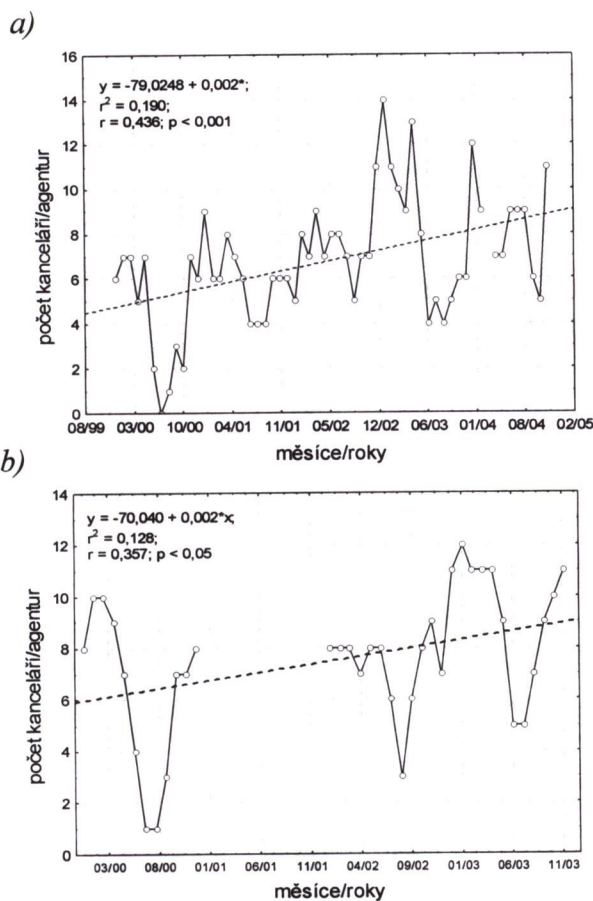 a)
16
14
12
10
8
6
4
2
0
počet kanceláří/agentur
y = -79,0248 + 0,002*;
r² = 0,190;
r = 0,436; p < 0,001
08/99 03/00 10/00 04/01 11/01 05/02 12/02 06/03 01/04 08/04 02/05
měsíce/roky
b)
14
12
10
8
6
4
2
0
počet kanceláří/agentur
y = -70,040 + 0,002*x;
r² = 0,128;
r = 0,357; p < 0,05
03/00 08/00 01/01 06/01 11/01 04/02 09/02 01/03 06/03 11/03
měsíce/roky